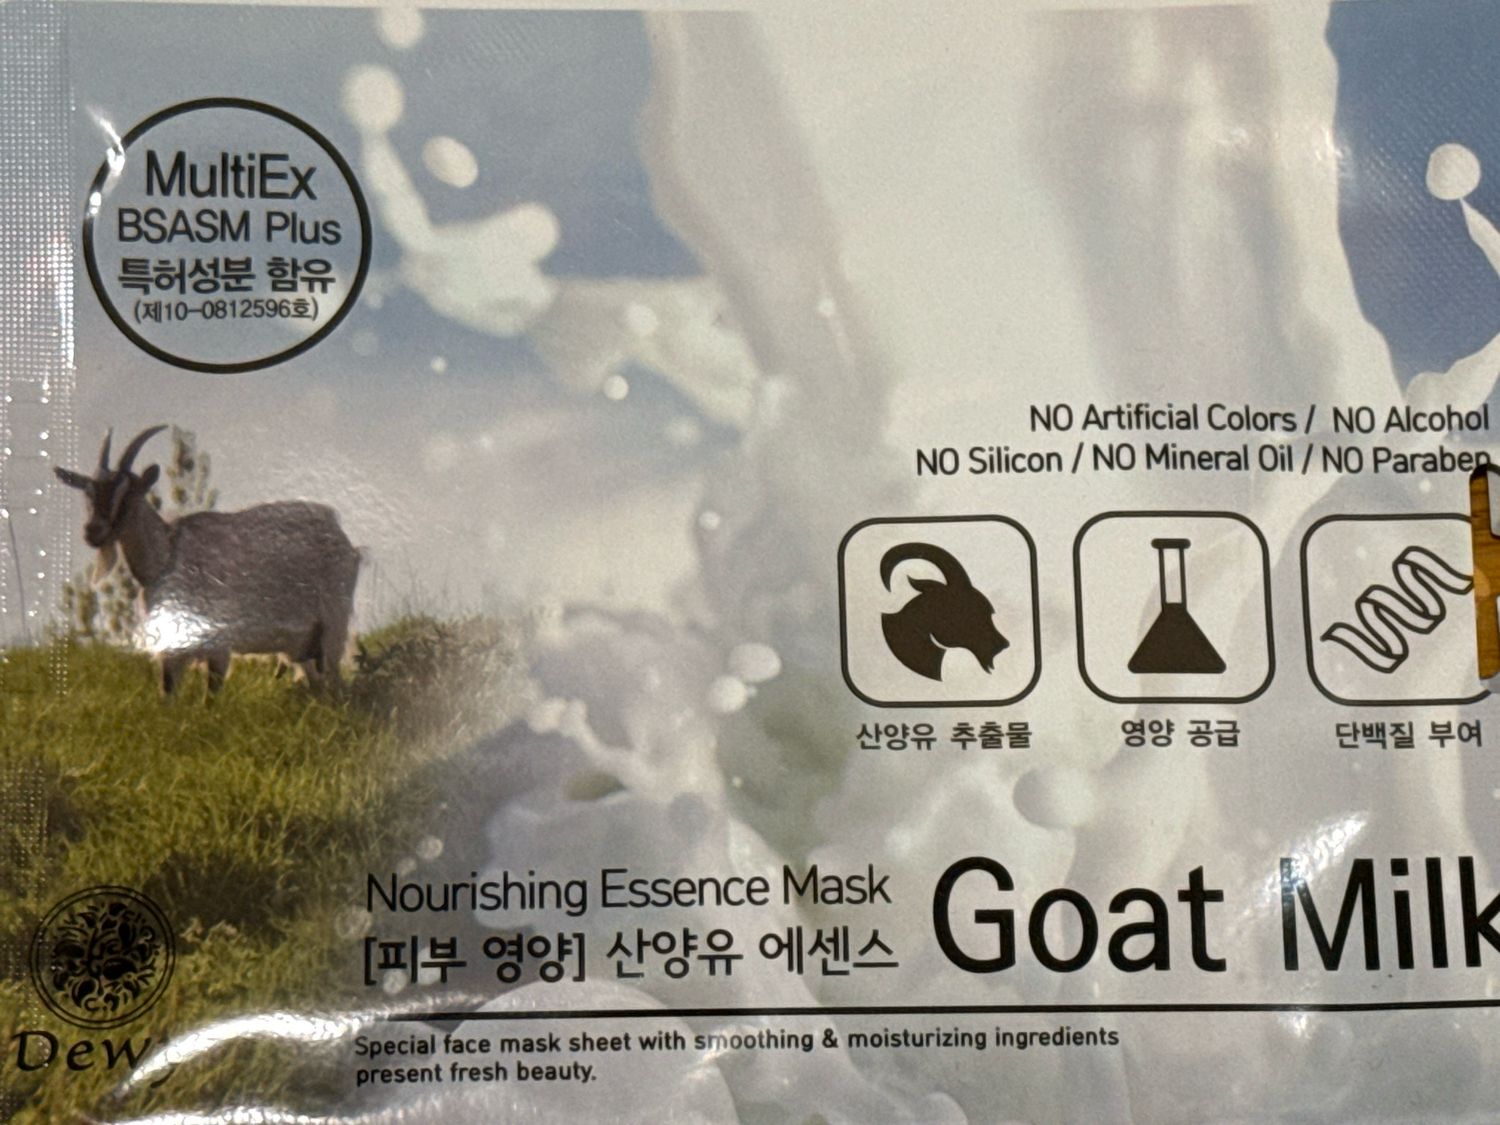 MultiEx
BSASM Plus
특허성분 함유
(제10-0812596호)
NO Artificial Colors / NO Alcohol
NO Silicon / NO Mineral Oil / NO Paraben
산양유 추출물
영양 공급
단백질 부여
Nourishing Essence Mask
[피부 영양] 산양유 에센스
Goat Milk
Dewy
Special face mask sheet with smoothing & moisturizing ingredients
present fresh beauty.